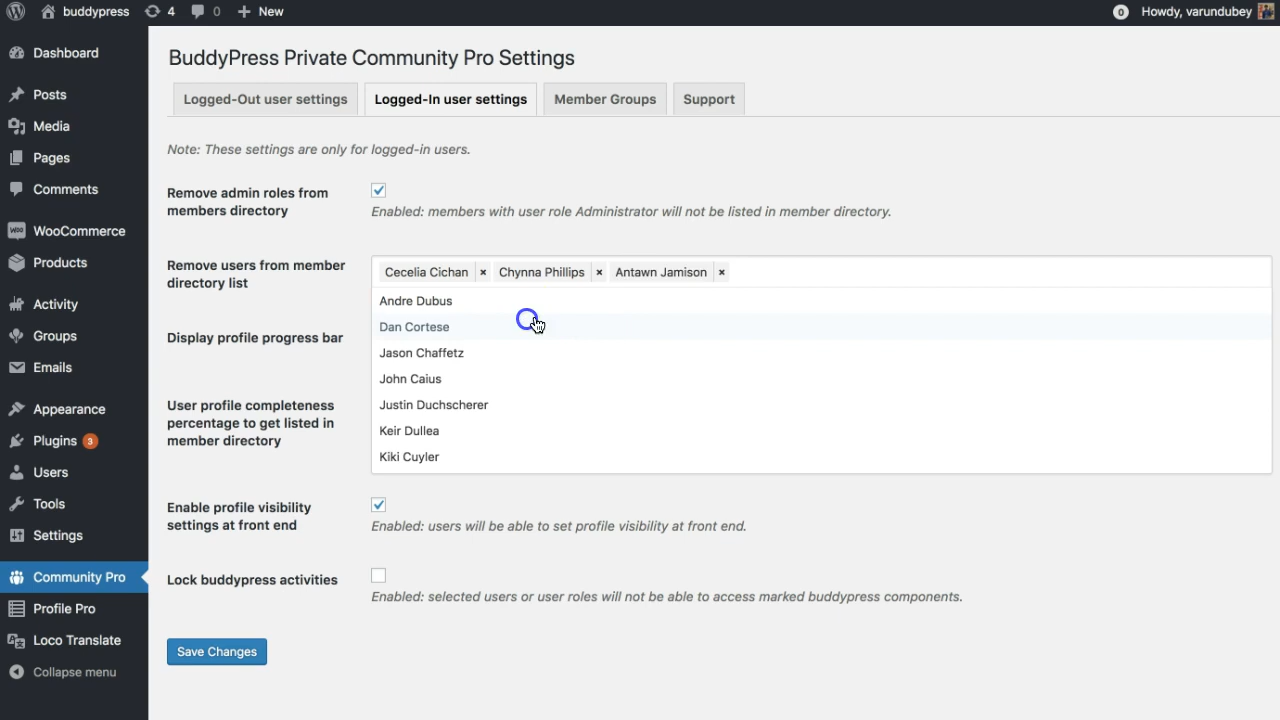 buddypress 4 0 New 0 Howdy, varundubey
Dashboard
Posts
Media
Pages
Comments
WooCommerce
Products
Activity
Groups
Emails
Appearance
Plugins 3
Users
Tools
Settings
Community Pro
Profile Pro
Loco Translate
Collapse menu
BuddyPress Private Community Pro Settings
Logged-Out user settings Logged-In user settings Member Groups Support
Note: These settings are only for logged-in users.
Remove admin roles from
members directory
Enabled: members with user role Administrator will not be listed in member directory.
Remove users from member
directory list
Cecelia Cichan × Chynna Phillips × Antawn Jamison ×
Andre Dubus
Dan Cortese
Jason Chaffetz
John Caius
Justin Duchscherer
Keir Dullea
Kiki Cuyler
Display profile progress bar
User profile completeness
percentage to get listed in
member directory
Enable profile visibility
settings at front end
Enabled: users will be able to set profile visibility at front end.
Lock buddypress activities
Enabled: selected users or user roles will not be able to access marked buddypress components.
Save Changes